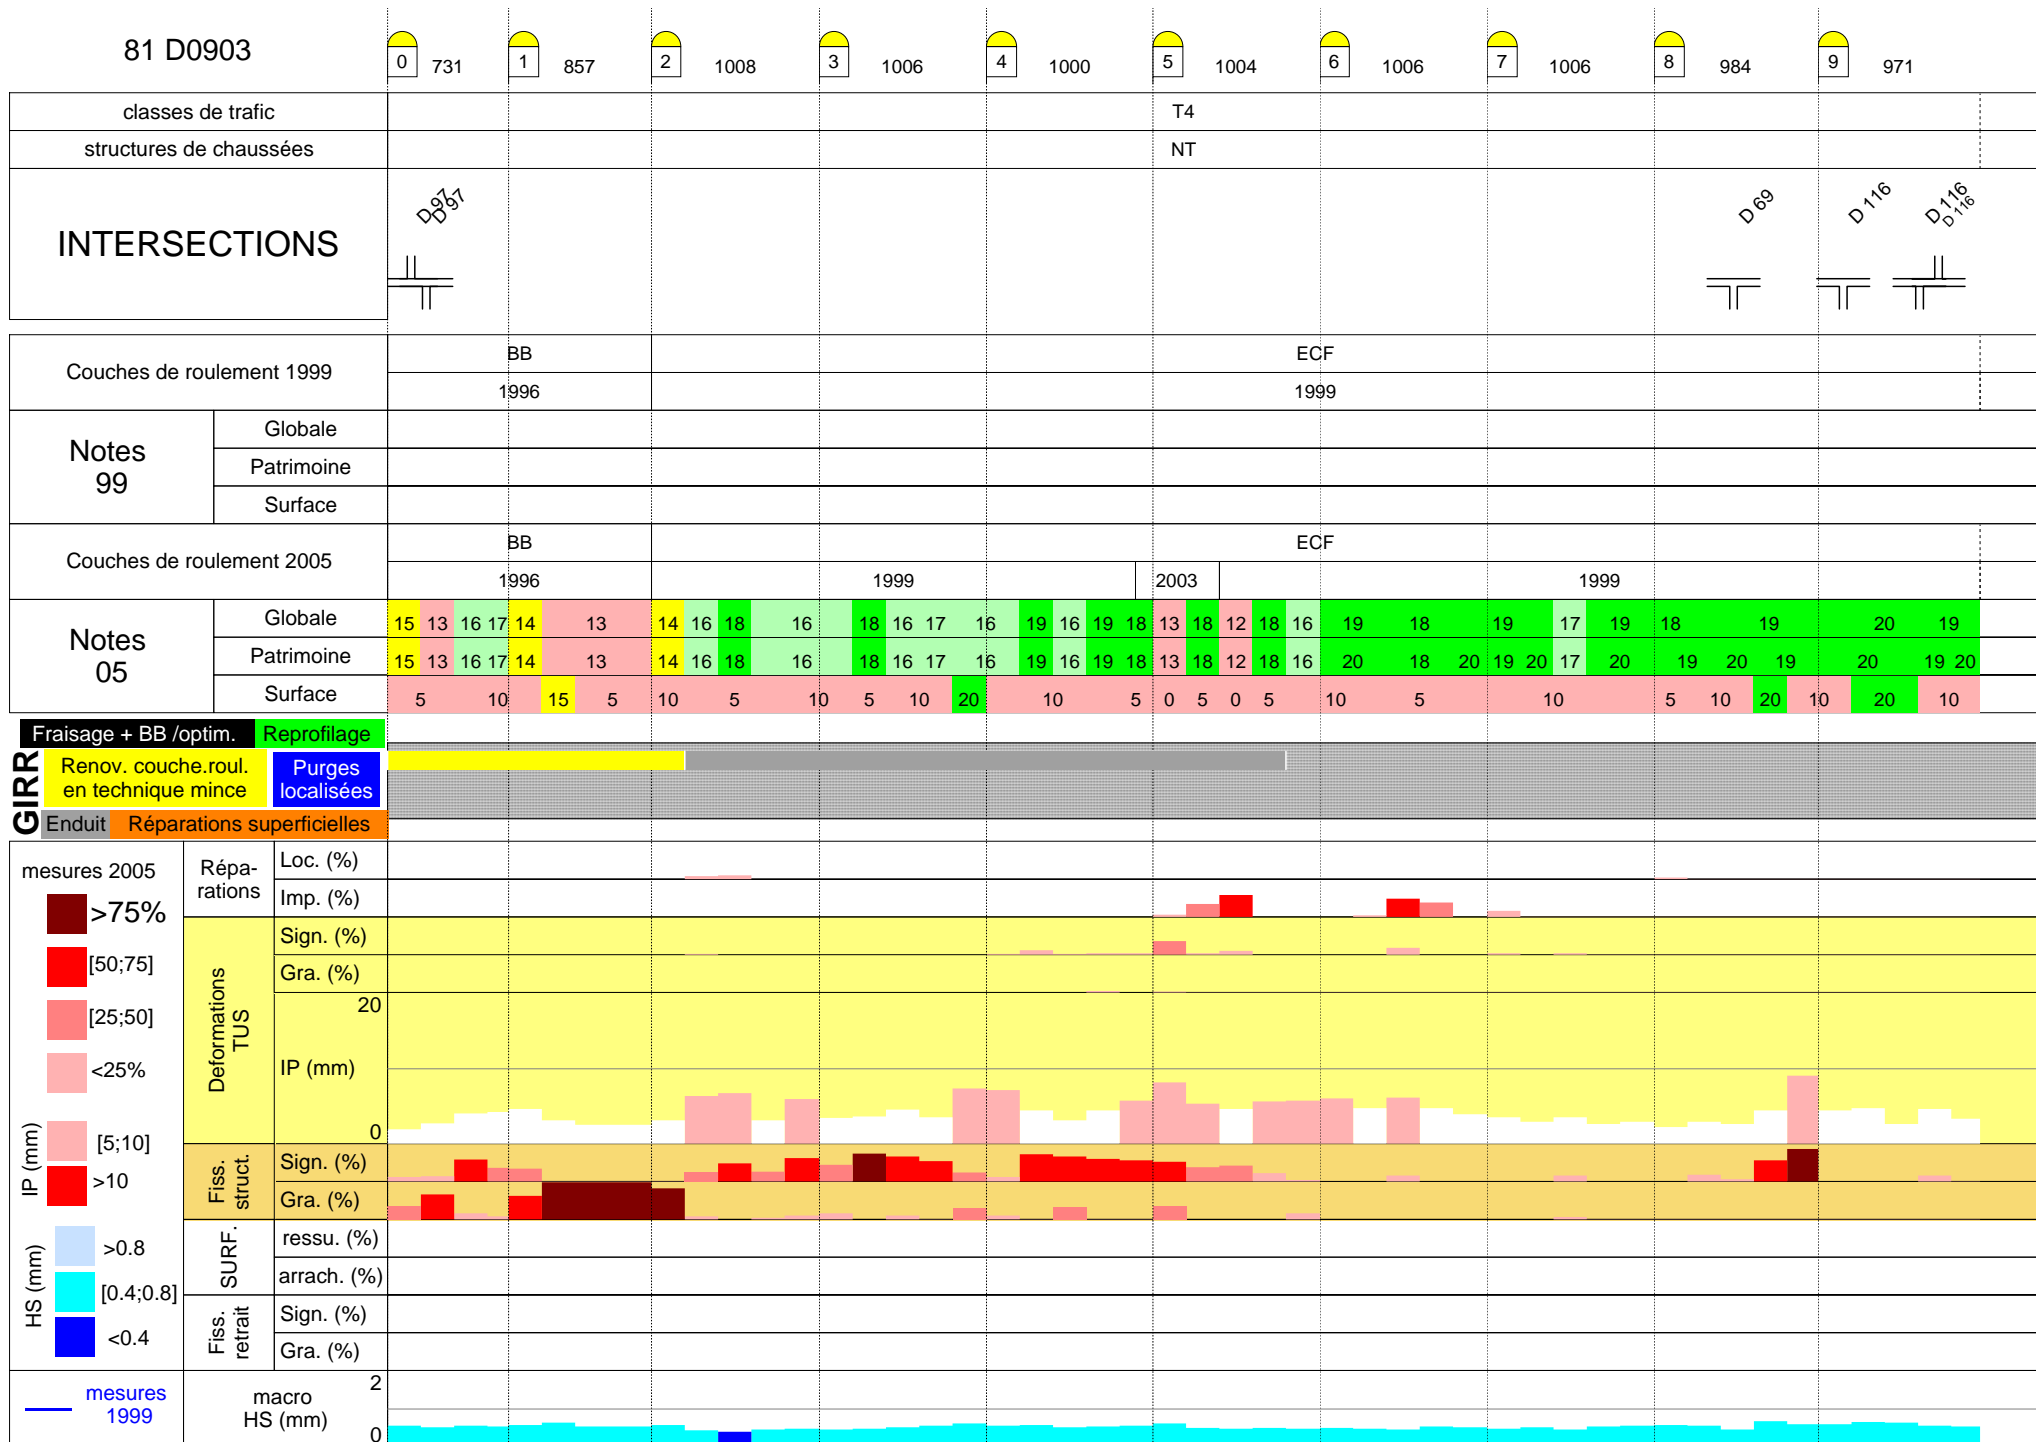 81 D0903
0 731 1 857 2 1008 3 1006 4 1000 5 1004 6 1006 7 1006 8 984 9 971
classes de trafic T4
structures de chaussées NT
INTERSECTIONS
D 97 D 97 D 69 D 116 D 116 D 116
Couches de roulement 1999
BB ECF
1996 1999
Notes 99
Globale
Patrimoine
Surface
Couches de roulement 2005
BB ECF
1996 1999 2003 1999
Notes 05
Globale 15 13 16 17 14 13 14 16 18 16 18 16 17 16 19 16 19 18 13 18 12 18 16 19 18 19 17 19 18 19 20 19
Patrimoine 15 13 16 17 14 13 14 16 18 16 18 16 17 16 19 16 19 18 13 18 12 18 16 20 18 20 19 20 17 20 19 20 19 20 19 20
Surface 5 10 15 5 10 5 10 5 10 20 10 5 0 5 0 5 10 5 10 5 10 20 10 20 10
GIRR
Fraisage + BB /optim. Reprofilage
Renov. couche.roul. en technique mince
Purges localisées
Enduit Réparations superficielles
mesures 2005
>75%
[50;75]
[25;50]
<25%
IP (mm)
[5;10]
>10
HS (mm)
>0.8
[0.4;0.8]
<0.4
mesures 1999
Répa-
rations
Loc. (%)
Imp. (%)
Deformations TUS
Sign. (%)
Gra. (%)
20
IP (mm)
0
Fiss. struct.
Sign. (%)
Gra. (%)
SURF.
ressu. (%)
arrach. (%)
Fiss. retrait
Sign. (%)
Gra. (%)
macro HS (mm)
2
0